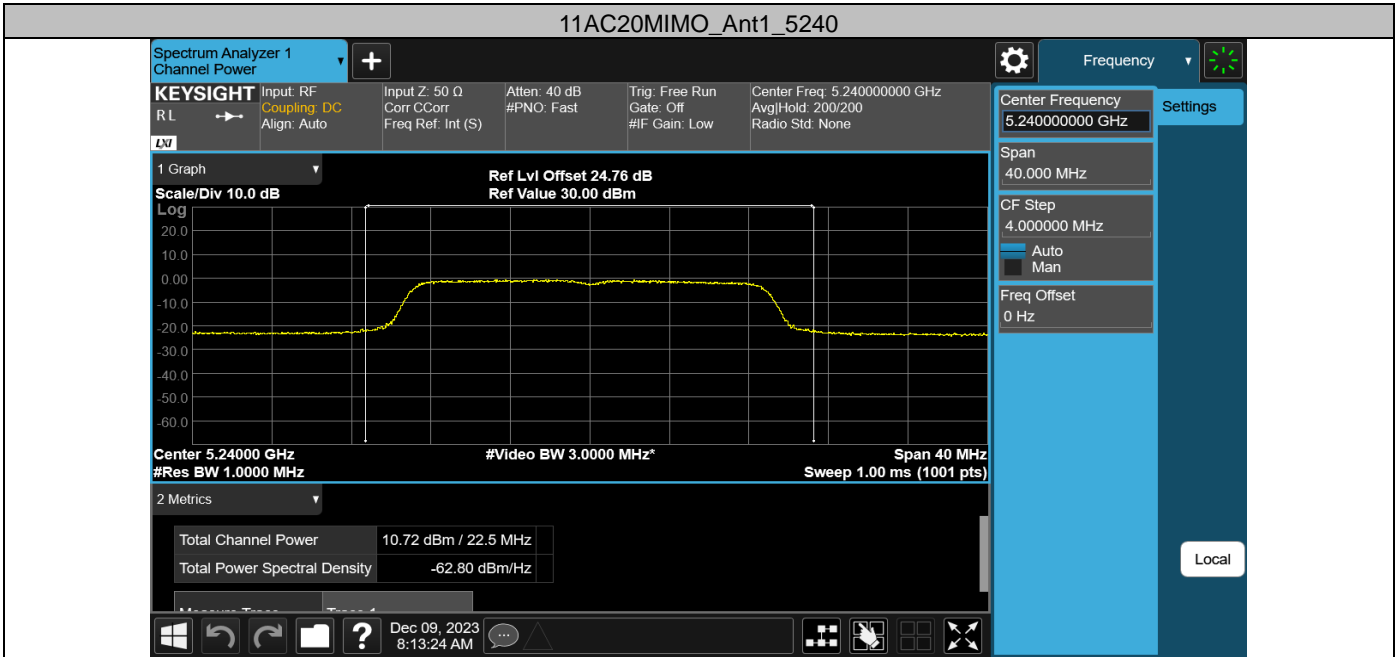 11AC20MIMO_Ant1_5240
Spectrum Analyzer 1
Channel Power
Frequency
KEYSIGHT
R L
LXI
Input: RF
Coupling: DC
Align: Auto
Input Z: 50 Ω
Corr CCorr
Freq Ref: Int (S)
Atten: 40 dB
#PNO: Fast
Trig: Free Run
Gate: Off
#IF Gain: Low
Center Freq: 5.240000000 GHz
Avg|Hold: 200/200
Radio Std: None
Center Frequency
5.240000000 GHz
Settings
Span
40.000 MHz
CF Step
4.000000 MHz
Auto
Man
Freq Offset
0 Hz
1 Graph
Ref Lvl Offset 24.76 dB
Scale/Div 10.0 dB
Ref Value 30.00 dBm
Log
20.0
10.0
0.00
-10.0
-20.0
-30.0
-40.0
-50.0
-60.0
Center 5.24000 GHz
#Video BW 3.0000 MHz*
Span 40 MHz
#Res BW 1.0000 MHz
Sweep 1.00 ms (1001 pts)
2 Metrics
Total Channel Power
10.72 dBm / 22.5 MHz
Total Power Spectral Density
-62.80 dBm/Hz
Measure Trace
Trace 1
Local
?
Dec 09, 2023
8:13:24 AM